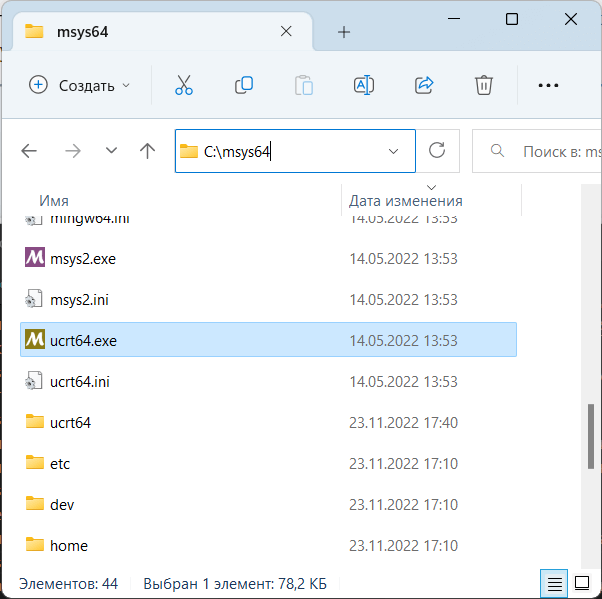 msys64
Создать
C:\msys64
Поиск в: ms
Имя
Дата изменения
mingw64.ini 14.05.2022 13:53
msys2.exe 14.05.2022 13:53
msys2.ini 14.05.2022 13:53
ucrt64.exe 14.05.2022 13:53
ucrt64.ini 14.05.2022 13:53
ucrt64 23.11.2022 17:40
etc 23.11.2022 17:10
dev 23.11.2022 17:10
home 23.11.2022 17:10
Элементов: 44 Выбран 1 элемент: 78,2 КБ